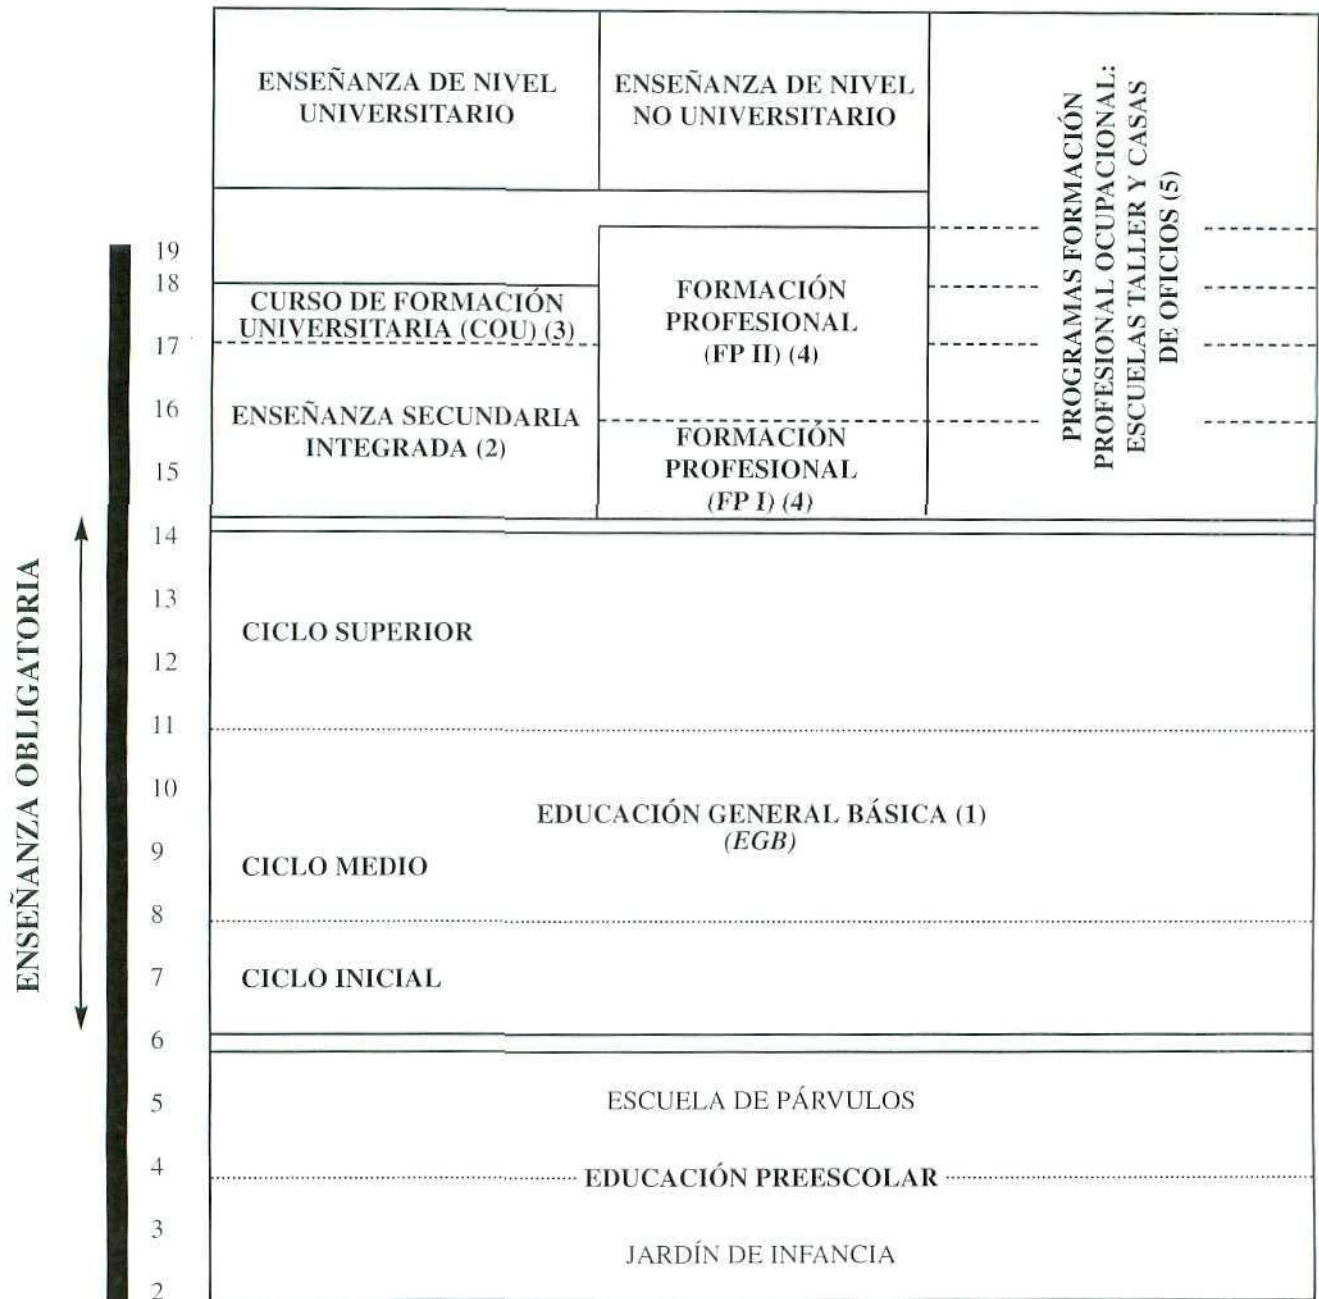 ENSEÑANZA DE NIVEL
UNIVERSITARIO
ENSEÑANZA DE NIVEL
NO UNIVERSITARIO
PROGRAMAS FORMACIÓN
PROFESIONAL OCUPACIONAL:
ESCUELAS TALLER Y CASAS
DE OFICIOS (5)
19
18
CURSO DE FORMACIÓN
UNIVERSITARIA (COU) (3)
17
FORMACIÓN
PROFESIONAL
(FP II) (4)
16
ENSEÑANZA SECUNDARIA
INTEGRADA (2)
15
FORMACIÓN
PROFESIONAL
(FP I) (4)
ENSEÑANZA OBLIGATORIA
14
13
CICLO SUPERIOR
12
11
10
EDUCACIÓN GENERAL BÁSICA (1)
(EGB)
9
CICLO MEDIO
8
7
CICLO INICIAL
6
5
ESCUELA DE PÁRVULOS
4
EDUCACIÓN PREESCOLAR
3
JARDÍN DE INFANCIA
2